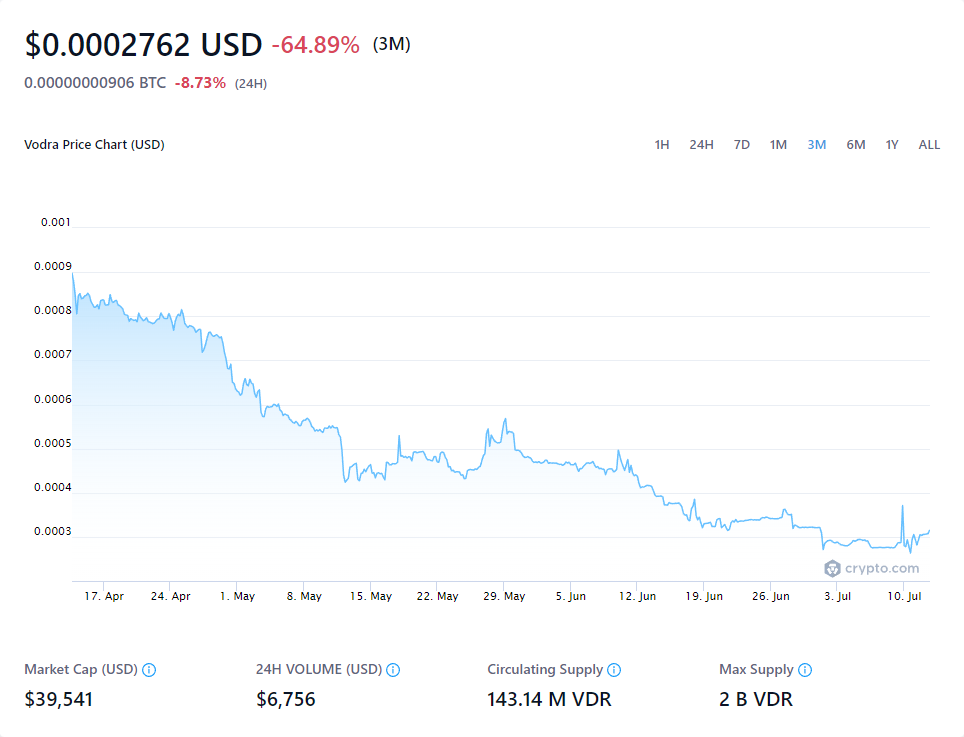 $0.0002762 USD -64.89% (3M)
0.00000000906 BTC -8.73% (24H)
Vodra Price Chart (USD) 1H 24H 7D 1M 3M 6M 1Y ALL
0.001
0.0009
0.0008
0.0007
0.0006
0.0005
0.0004
0.0003
crypto.com
17. Apr 24. Apr 1. May 8. May 15. May 22. May 29. May 5. Jun 12. Jun 19. Jun 26. Jun 3. Jul 10. Jul
Market Cap (USD) 24H VOLUME (USD) Circulating Supply Max Supply
$39,541 $6,756 143.14 M VDR 2 B VDR